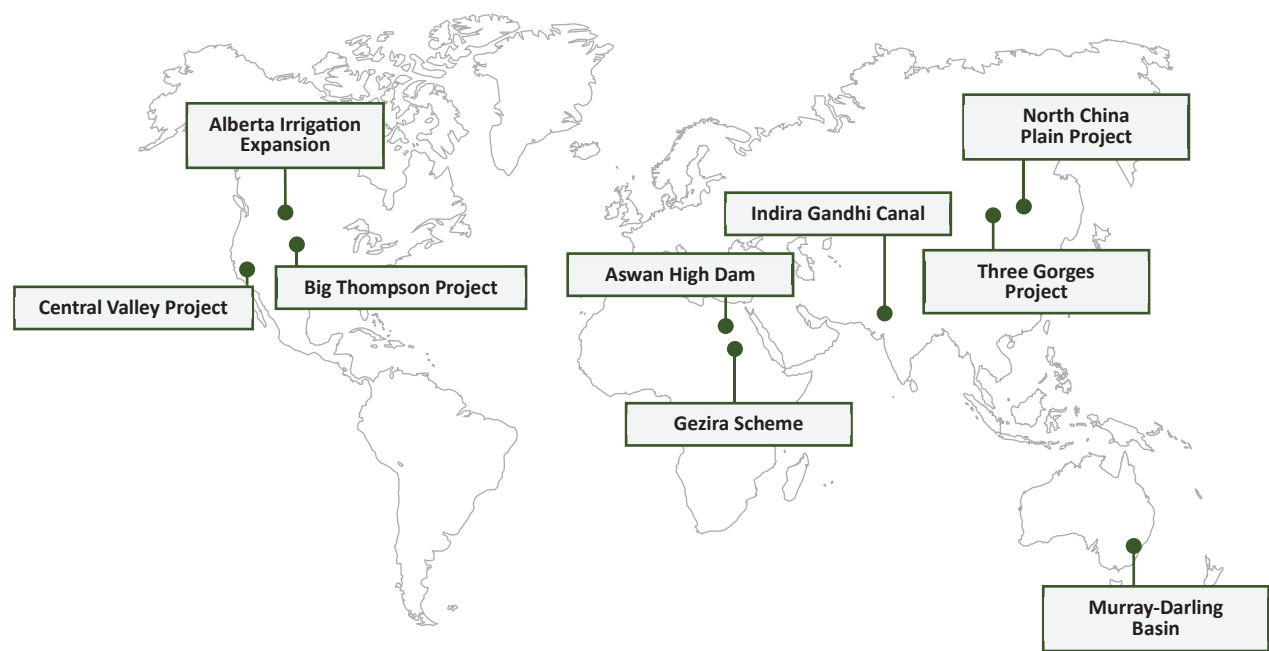 Alberta Irrigation
Expansion
North China
Plain Project
Indira Gandhi Canal
Aswan High Dam
Three Gorges
Project
Big Thompson Project
Central Valley Project
Gezira Scheme
Murray-Darling
Basin